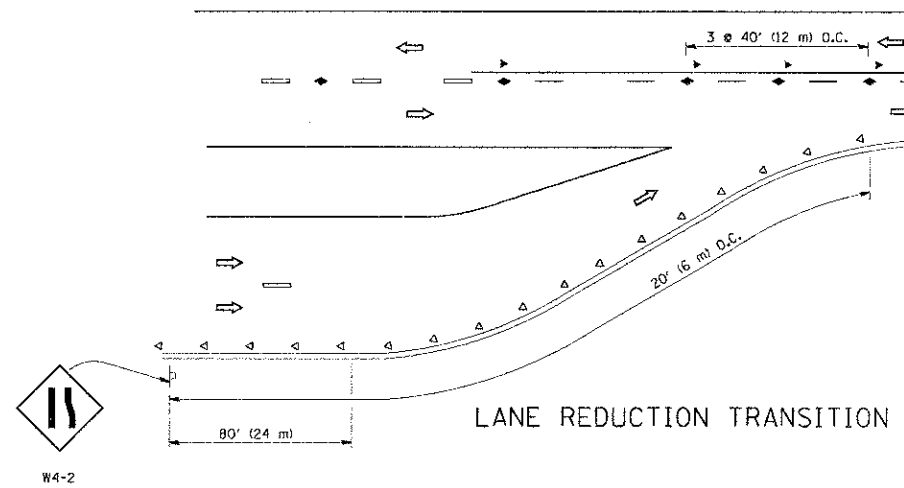 3 @ 40' (12 m) O.C.
20' (6 m) O.C.
LANE REDUCTION TRANSITION
80' (24 m)
W4-2